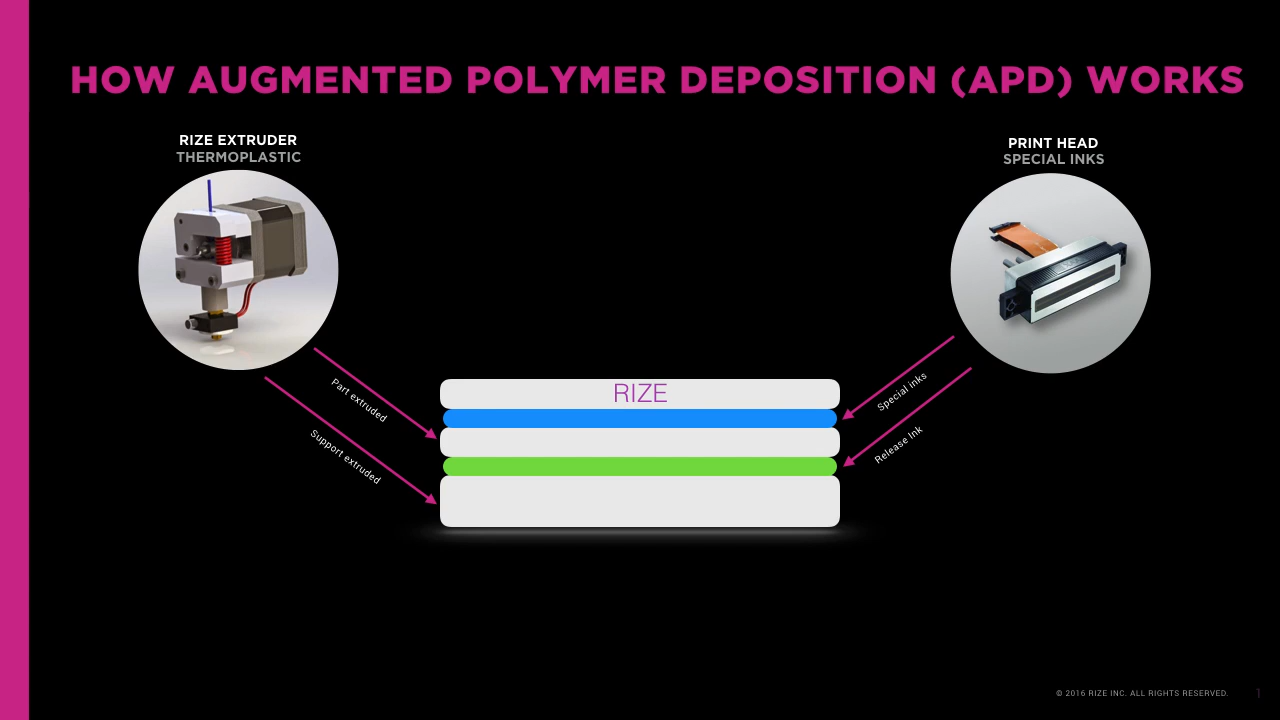 HOW AUGMENTED POLYMER DEPOSITION (APD) WORKS
RIZE EXTRUDER
THERMOPLASTIC
PRINT HEAD
SPECIAL INKS
Part extruded
Support extruded
RIZE
Special inks
Release Ink
© 2016 RIZE INC. ALL RIGHTS RESERVED.
1